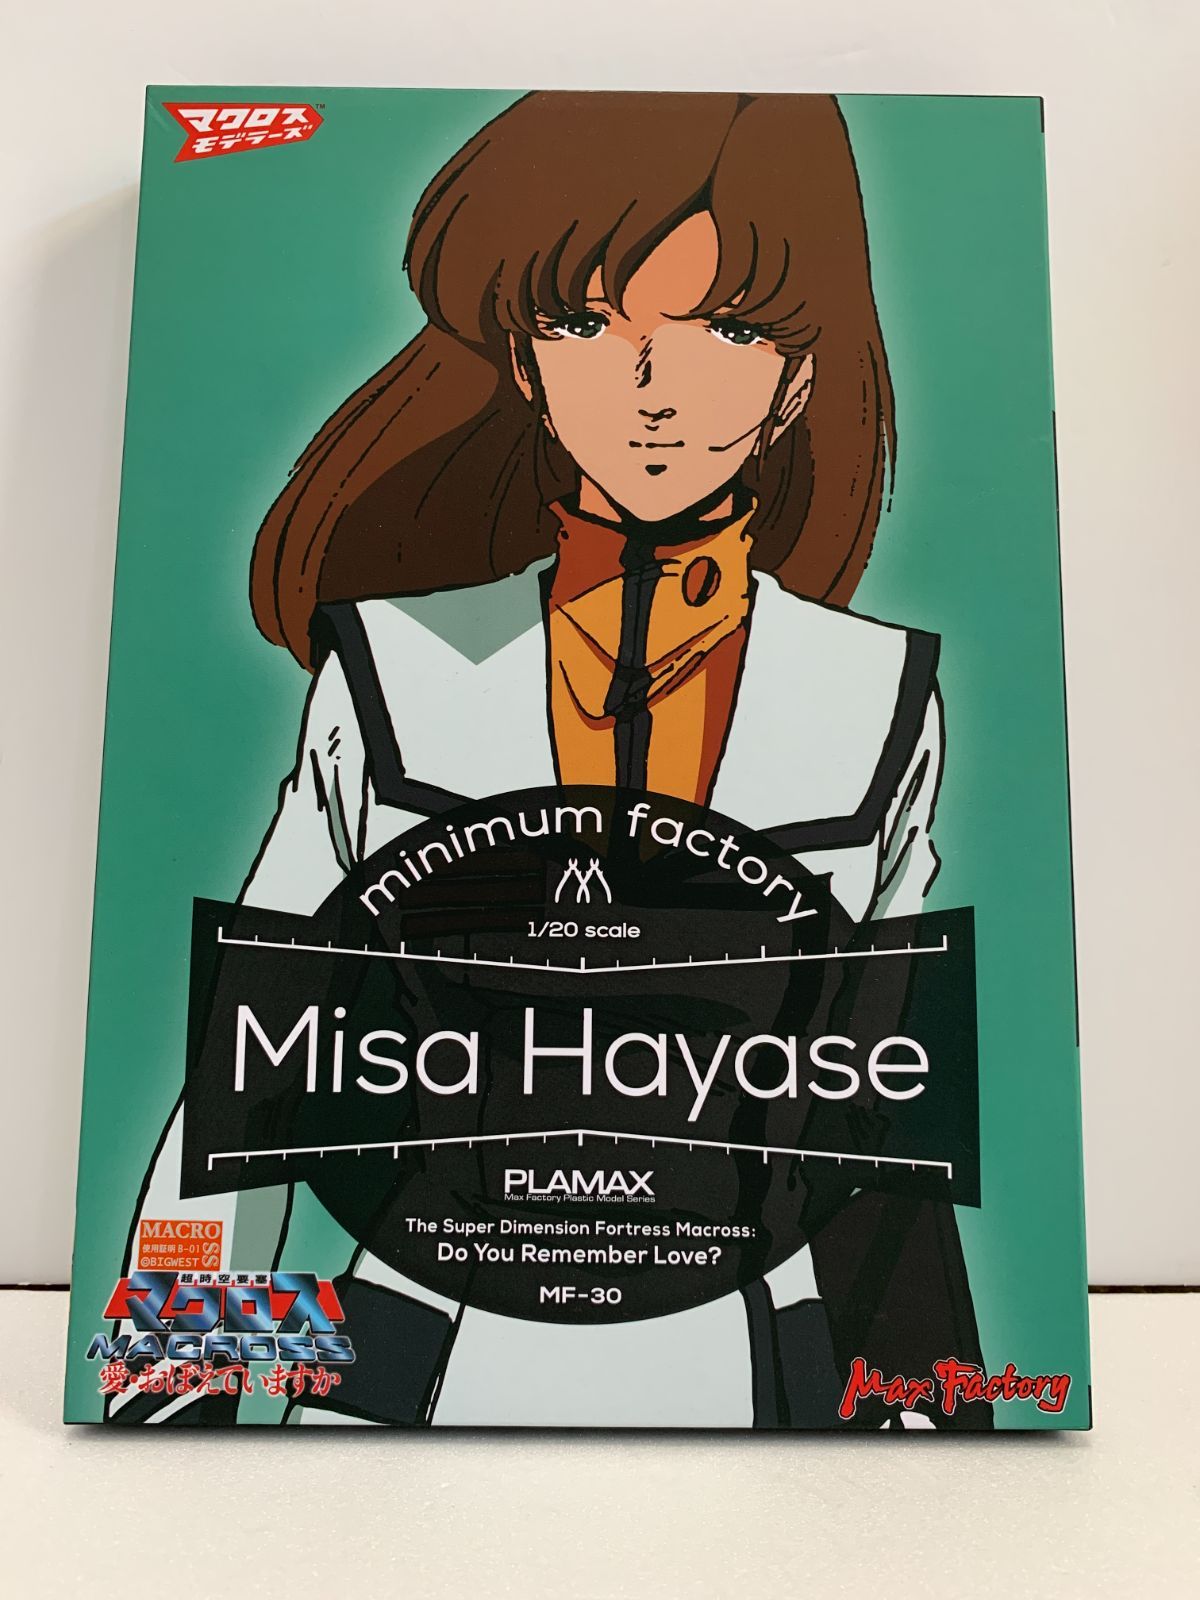 マクロス™
モデラーズ
minimum factory
1/20 scale
Misa Hayase
PLAMAX
Max Factory Plastic Model Series
The Super Dimension Fortress Macross:
Do You Remember Love?
MF-30
MACROSS
使用証明 B-01
©BIGWEST
超時空要塞
マクロス
MACROSS
愛・おぼえていますか
Max Factory